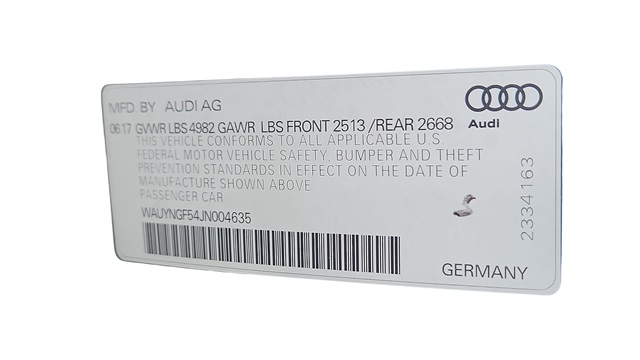 MFD. BY AUDI AG
0617 GVWR LBS 4982 GAWR LBS FRONT 2513 /REAR 2668
Audi
THIS VEHICLE CONFORMS TO ALL APPLICABLE U.S.
FEDERAL MOTOR VEHICLE SAFETY, BUMPER AND THEFT
PREVENTION STANDARDS IN EFFECT ON THE DATE OF
MANUFACTURE SHOWN ABOVE
PASSENGER CAR
WAUYNGF54JN004635
2334163
GERMANY